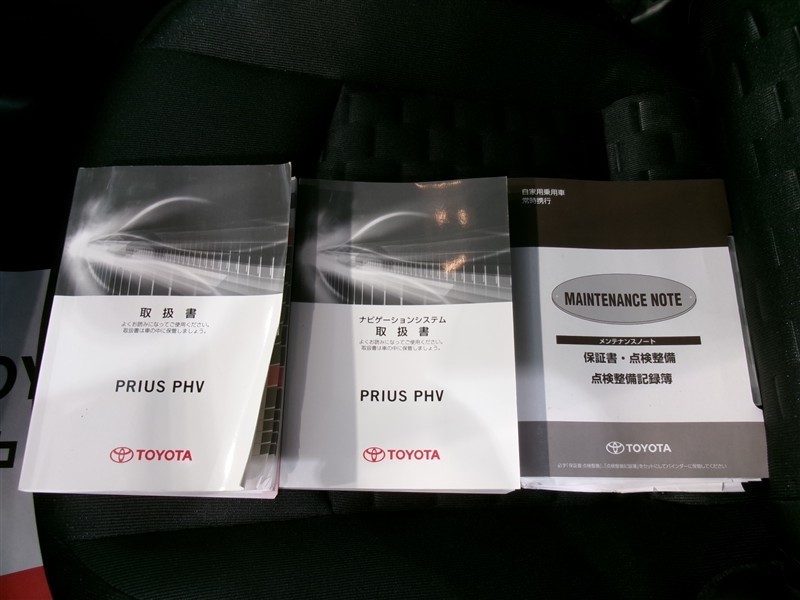 取扱書
よくお読みになってご使用ください。
取扱書は車の中に保管しましょう。
PRIUS PHV
TOYOTA
ナビゲーションシステム
取扱書
よくお読みになってご使用ください。
取扱書は車の中に保管しましょう。
PRIUS PHV
TOYOTA
自家用乗用車
常時携行
MAINTENANCE NOTE
メンテナンスノート
保証書・点検整備
点検整備記録簿
TOYOTA